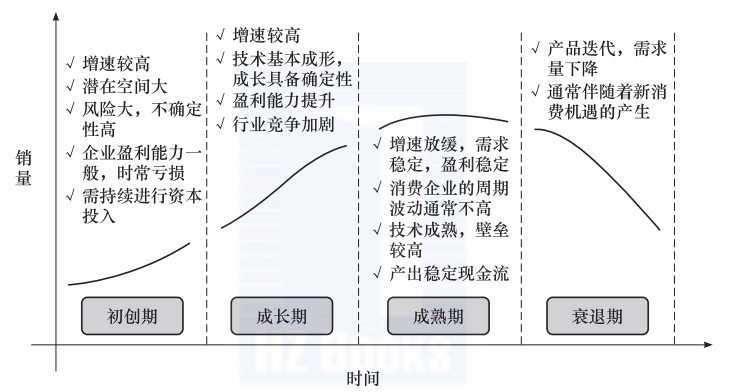 销量
√ 增速较高
√ 潜在空间大
√ 风险大，不确定
性高
√ 企业盈利能力一
般，时常亏损
√ 需持续进行资本
投入
初创期
√ 增速较高
√ 技术基本成形，
成长具备确定性
√ 盈利能力提升
√ 行业竞争加剧
成长期
√ 增速放缓，需求
稳定，盈利稳定
√ 消费企业的周期
波动通常不高
√ 技术成熟，壁垒
较高
√ 产出稳定现金流
成熟期
√ 产品迭代，需求
量下降
√ 通常伴随着新消
费机遇的产生
衰退期
时间
HZ Books